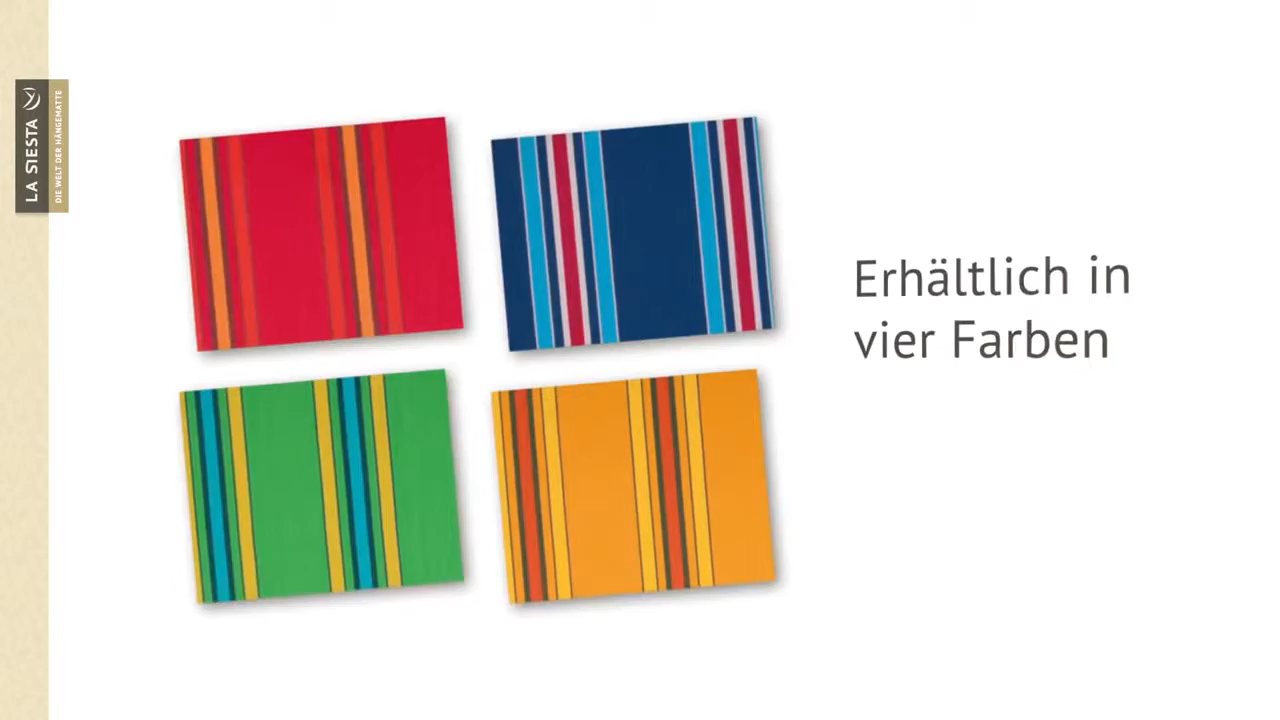 LA SIESTA
DIE WELT DER HÄNGEMATTE
Erhältlich in
vier Farben